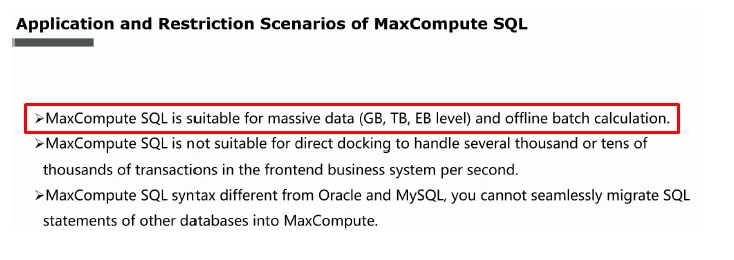 Application and Restriction Scenarios of MaxCompute SQL
➢MaxCompute SQL is suitable for massive data (GB, TB, EB level) and offline batch calculation.
➢MaxCompute SQL is not suitable for direct docking to handle several thousand or tens of
thousands of transactions in the frontend business system per second.
➢MaxCompute SQL syntax different from Oracle and MySQL, you cannot seamlessly migrate SQL
statements of other databases into MaxCompute.